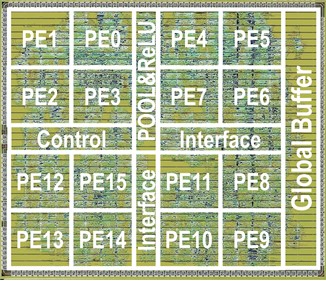 PE1 PE0 POOL&ReLU PE4 PE5 Global Buffer
PE2 PE3 PE7 PE6
Control Interface
PE12 PE15 Interface PE11 PE8
PE13 PE14 PE10 PE9